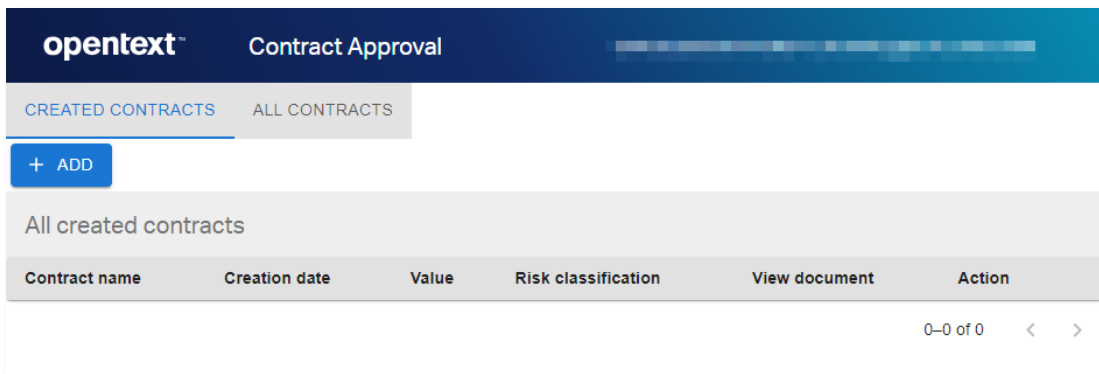 opentext™ Contract Approval
CREATED CONTRACTS ALL CONTRACTS
+ ADD
All created contracts
Contract name Creation date Value Risk classification View document Action
0–0 of 0 < >